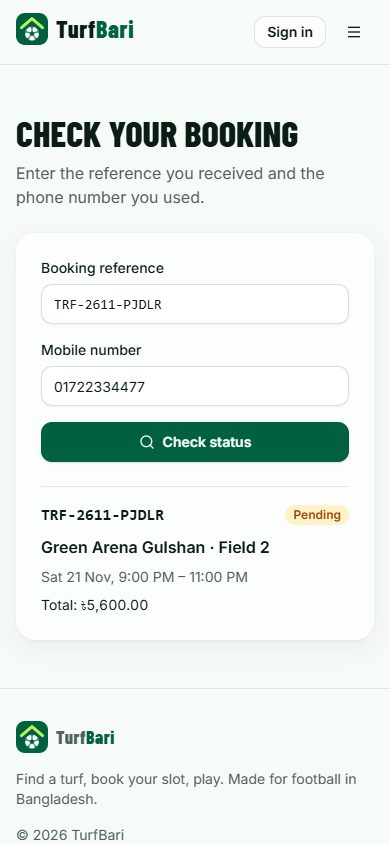 TurfBari
Sign in
CHECK YOUR BOOKING
Enter the reference you received and the
phone number you used.
Booking reference
TRF-2611-PJDLR
Mobile number
01722334477
Check status
TRF-2611-PJDLR
Pending
Green Arena Gulshan · Field 2
Sat 21 Nov, 9:00 PM – 11:00 PM
Total: ৳5,600.00
TurfBari
Find a turf, book your slot, play. Made for football in
Bangladesh.
© 2026 TurfBari